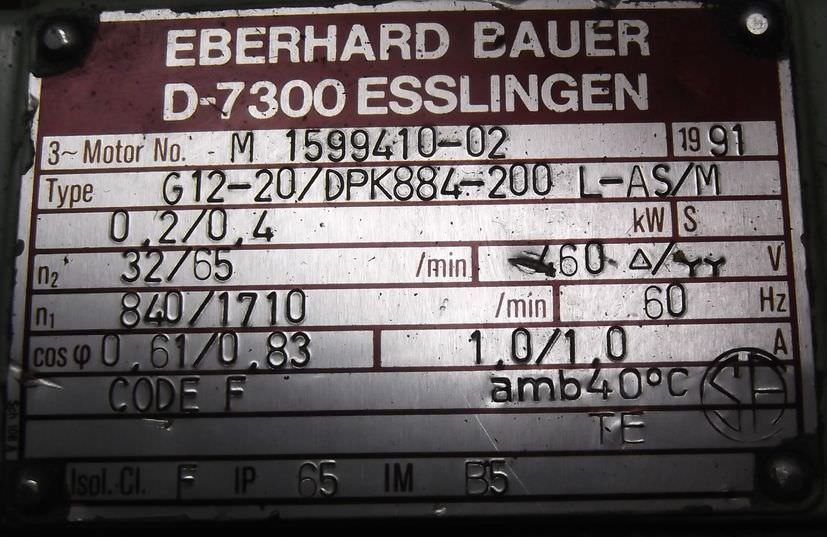 EBERHARD BAUER
D-7300 ESSLINGEN
3~ Motor No. M 1599410-02 1991
Type G12-20/DPK884-200 L-AS/M
0,2/0,4 kW S
n₂ 32/65 /min 460 Δ/YY V
n₁ 840/1710 /min 60 Hz
cos φ 0,61/0,83 1,0/1,0 A
CODE F amb40°C
TE
Isol. Cl. F IP 65 IM B5